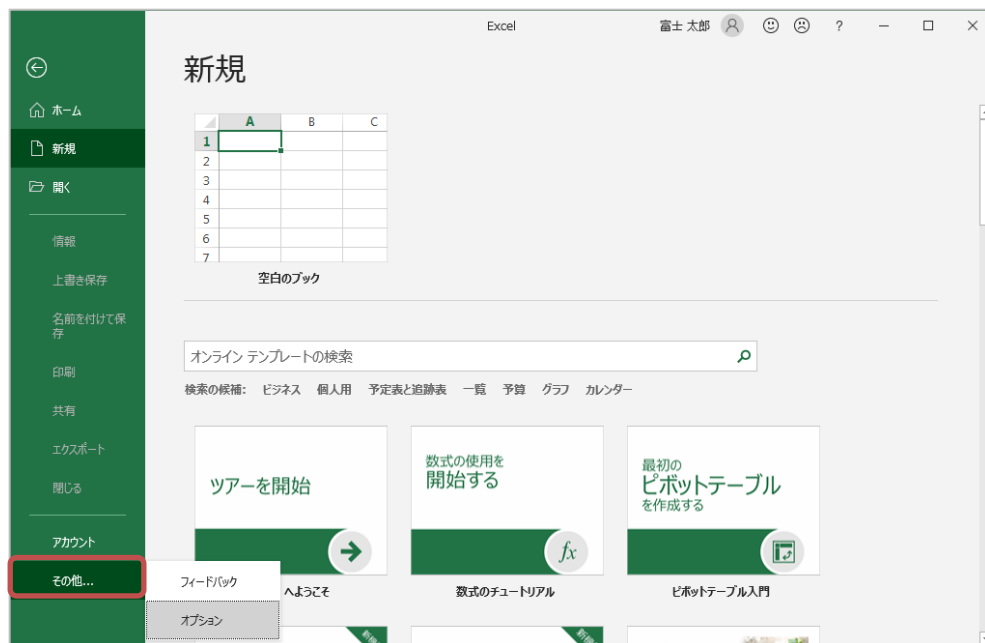 Excel
富士 太郎
?
新規
ホーム
新規
開く
情報
上書き保存
名前を付けて保
存
印刷
共有
エクスポート
閉じる
アカウント
その他...
フィードバック
オプション
A B C
1
2
3
4
5
6
7
空白のブック
オンライン テンプレートの検索
検索の候補: ビジネス 個人用 予定表と追跡表 一覧 予算 グラフ カレンダー
ツアーを開始
へようこそ
数式の使用を
開始する
fx
数式のチュートリアル
最初の
ピボットテーブル
を作成する
ピボットテーブル入門
新規
新規